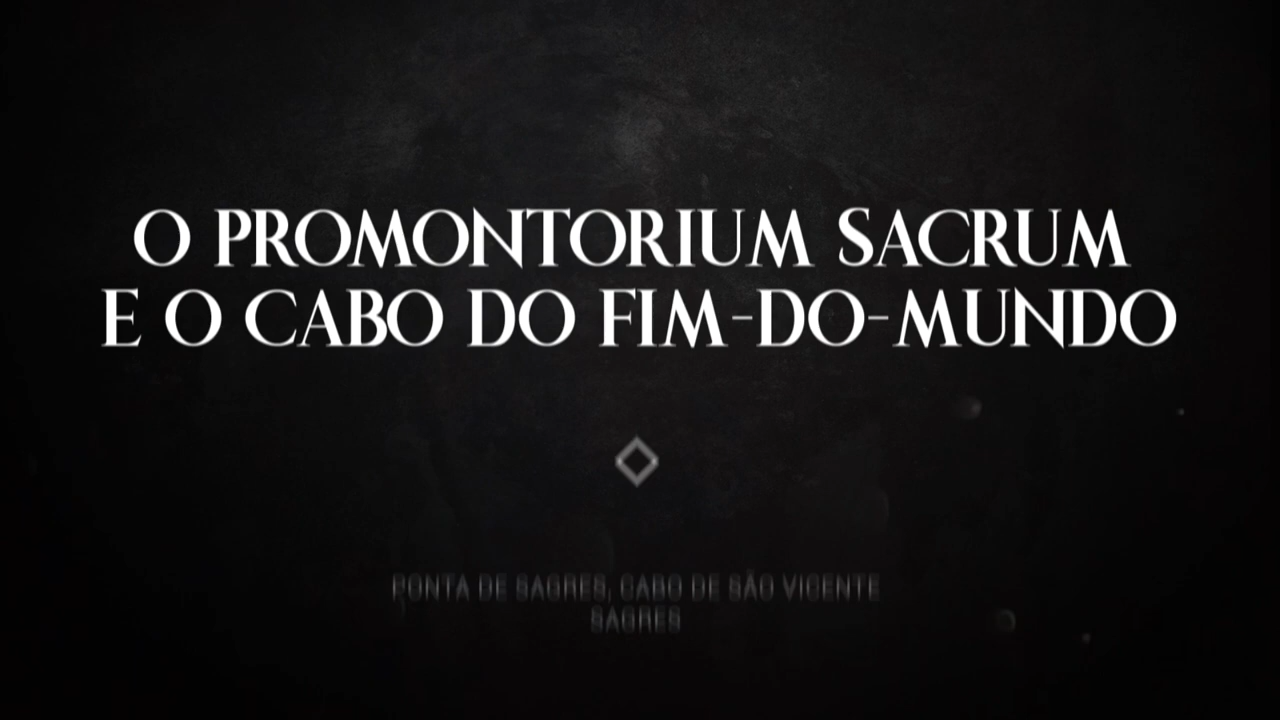 O PROMONTORIUM SACRUM
E O CABO DO FIM-DO-MUNDO
PONTA DE SAGRES, CABO DE SÃO VICENTE
SAGRES